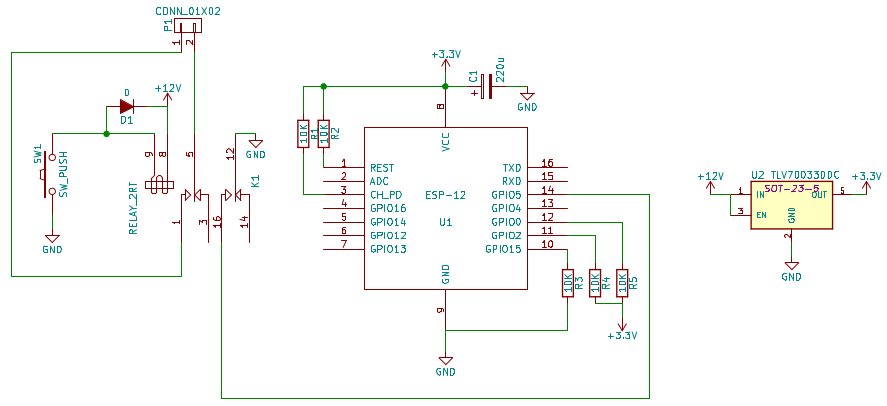 CONN_01X02
P1
1
2
+12V
D
D1
SW1
SW_PUSH
GND
9
8
5
RELAY_2RT
1
3
12
GND
K1
16
14
+3.3V
C1
220u
+
GND
8
VCC
10K
R1
10K
R2
1 REST
2 ADC
3 CH_PD
4 GPIO16
5 GPIO14
6 GPIO12
7 GPIO13
ESP-12
U1
TXD 16
RXD 15
GPIO5 14
GPIO4 13
GPIO0 12
GPIO2 11
GPIO15 10
GND
9
GND
10K
R3
10K
R4
10K
R5
+3.3V
U2 TLV70033DDC
SOT-23-5
+12V
1
IN
3
EN
GND
2
OUT
5
+3.3V
GND